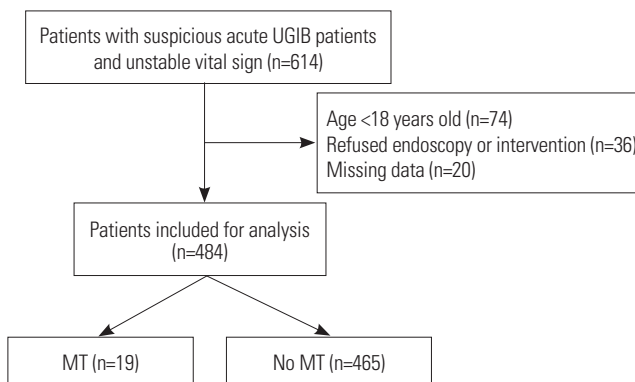 Patients with suspicious acute UGIB patients
and unstable vital sign (n=614)
Age <18 years old (n=74)
Refused endoscopy or intervention (n=36)
Missing data (n=20)
Patients included for analysis
(n=484)
MT (n=19)
No MT (n=465)